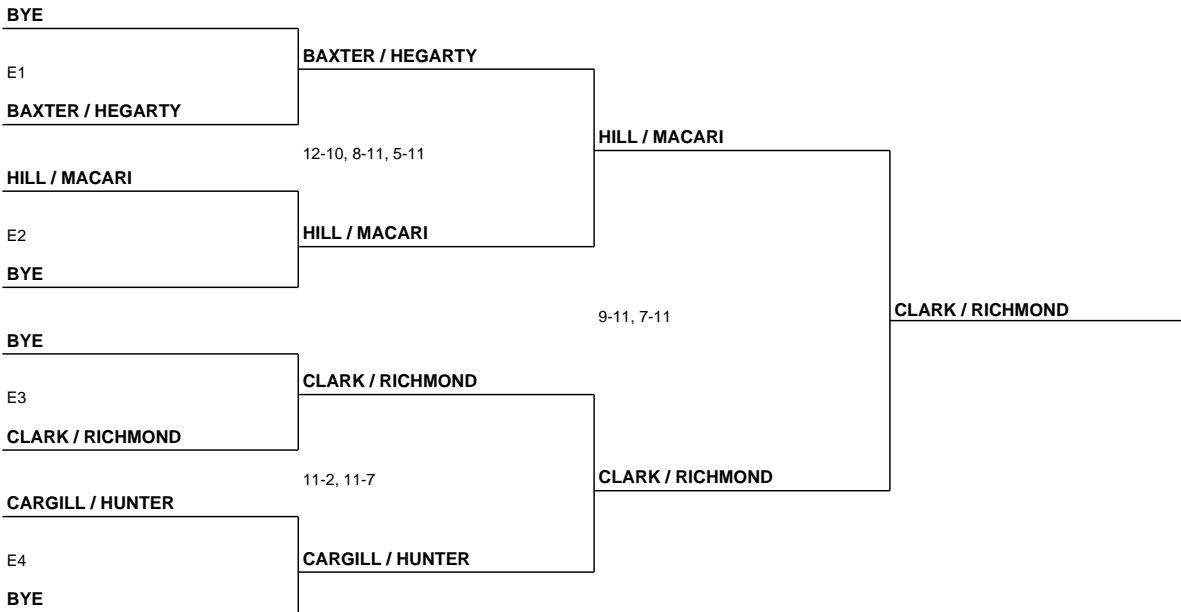 BYE
E1
BAXTER / HEGARTY
BAXTER / HEGARTY
12-10, 8-11, 5-11
HILL / MACARI
HILL / MACARI
E2
HILL / MACARI
BYE
9-11, 7-11
CLARK / RICHMOND
BYE
E3
CLARK / RICHMOND
CLARK / RICHMOND
11-2, 11-7
CLARK / RICHMOND
CARGILL / HUNTER
E4
CARGILL / HUNTER
BYE